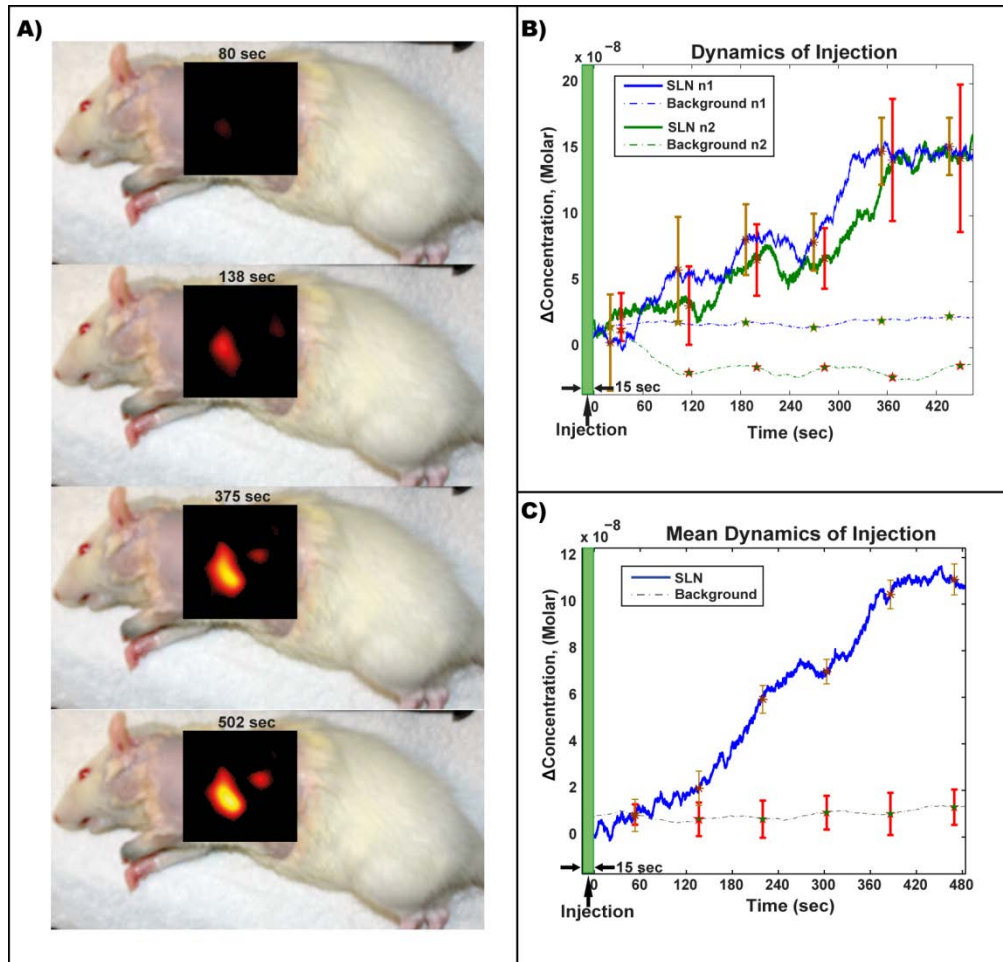 A)
80 sec
138 sec
375 sec
502 sec
B)
x 10⁻⁸
Dynamics of Injection
SLN n1
Background n1
SLN n2
Background n2
20
15
10
5
0
ΔConcentration, (Molar)
15 sec
0 60 120 180 240 300 360 420
Injection
Time (sec)
C)
x 10⁻⁸
Mean Dynamics of Injection
SLN
Background
12
10
8
6
4
2
0
ΔConcentration, (Molar)
15 sec
0 60 120 180 240 300 360 420 480
Injection
Time (sec)